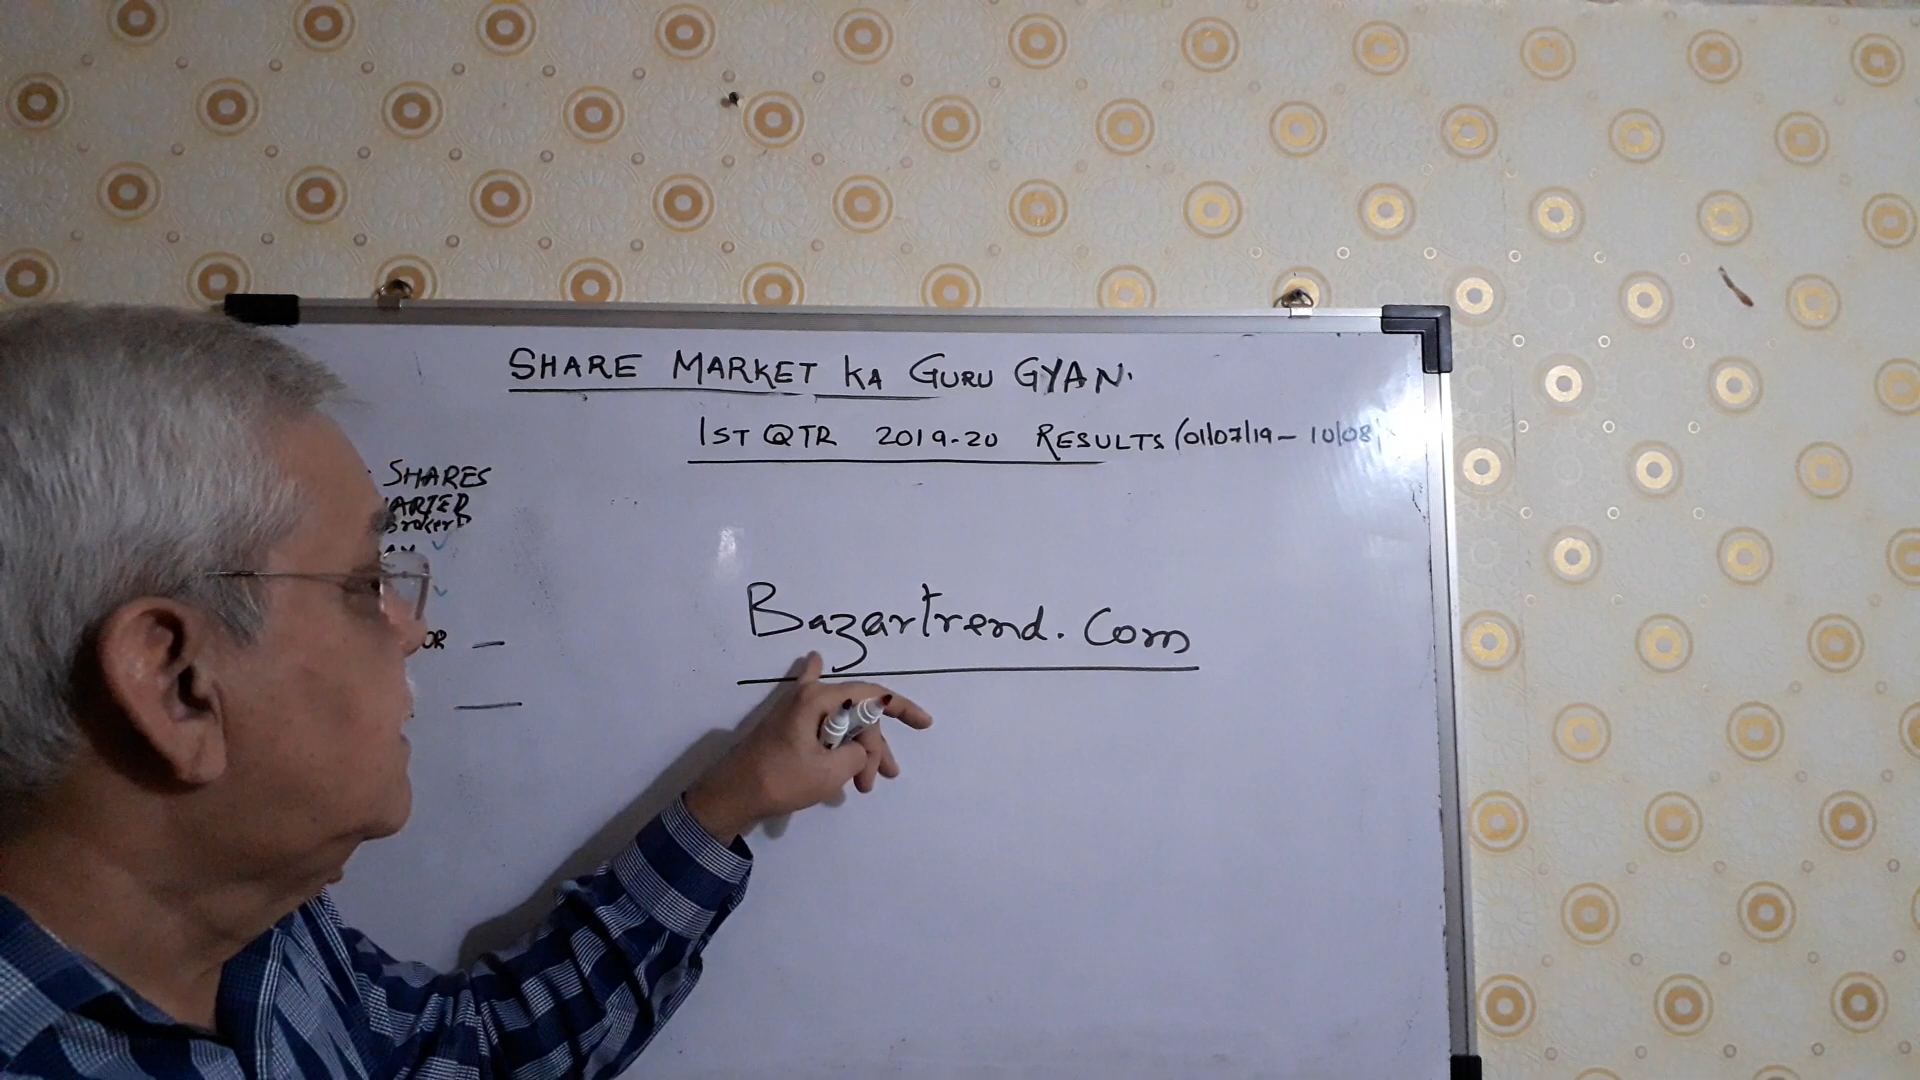 SHARE MARKET KA GURU GYAN.
1ST QTR 2019-20 RESULTS (01/07/19 - 10/08
SHARES
Broker
OR —
Bazartrend.Com